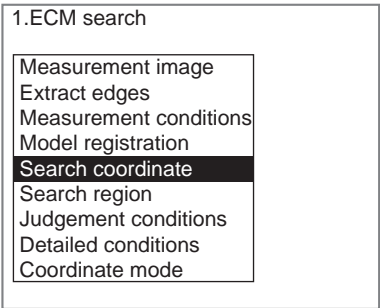 1.ECM search
Measurement image
Extract edges
Measurement conditions
Model registration
Search coordinate
Search region
Judgement conditions
Detailed conditions
Coordinate mode